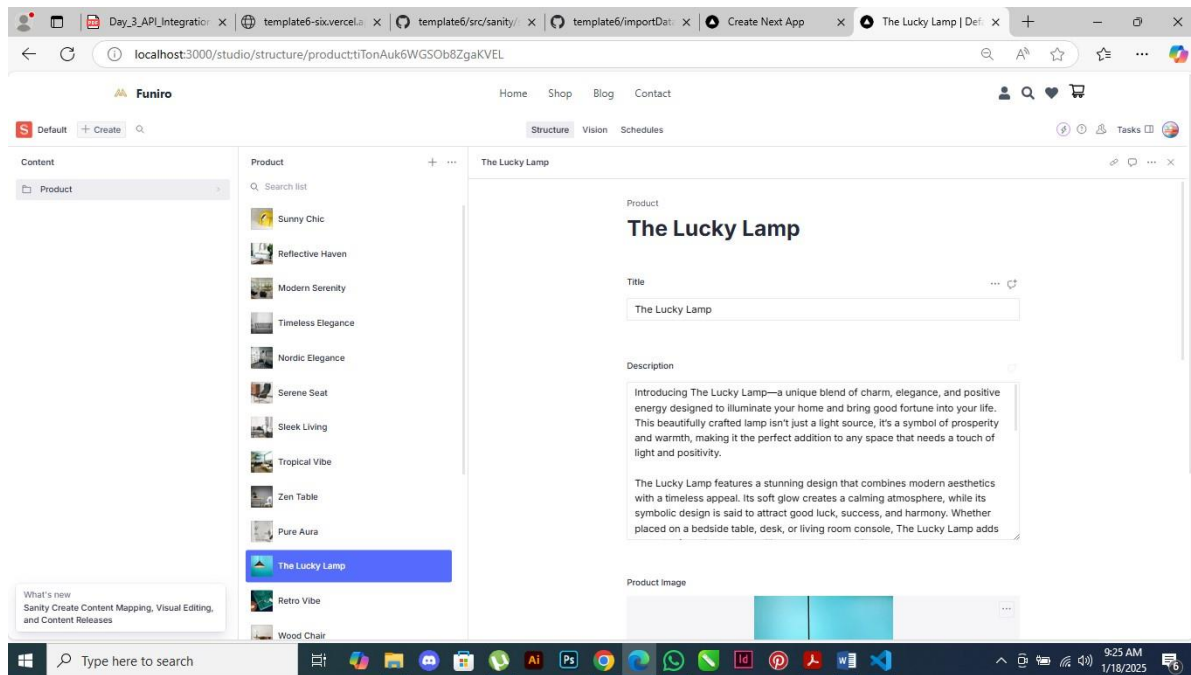 Day_3_API_Integration
template6-six.vercel.a
template6/src/sanity/
template6/importData
Create Next App
The Lucky Lamp | Defa
localhost:3000/studio/structure/product;tiTonAuk6WGSOb8ZgaKVEL
Funiro
Home Shop Blog Contact
S Default + Create
Structure Vision Schedules
Tasks
Content
Product
Product
Search list
Sunny Chic
Reflective Haven
Modern Serenity
Timeless Elegance
Nordic Elegance
Serene Seat
Sleek Living
Tropical Vibe
Zen Table
Pure Aura
The Lucky Lamp
Retro Vibe
Wood Chair
The Lucky Lamp
Product
The Lucky Lamp
Title
The Lucky Lamp
Description
Introducing The Lucky Lamp—a unique blend of charm, elegance, and positive
energy designed to illuminate your home and bring good fortune into your life.
This beautifully crafted lamp isn't just a light source, it's a symbol of prosperity
and warmth, making it the perfect addition to any space that needs a touch of
light and positivity.
The Lucky Lamp features a stunning design that combines modern aesthetics
with a timeless appeal. Its soft glow creates a calming atmosphere, while its
symbolic design is said to attract good luck, success, and harmony. Whether
placed on a bedside table, desk, or living room console, The Lucky Lamp adds
Product Image
What's new
Sanity Create Content Mapping, Visual Editing,
and Content Releases
Type here to search
Ai Ps Id
9:25 AM
1/18/2025
6